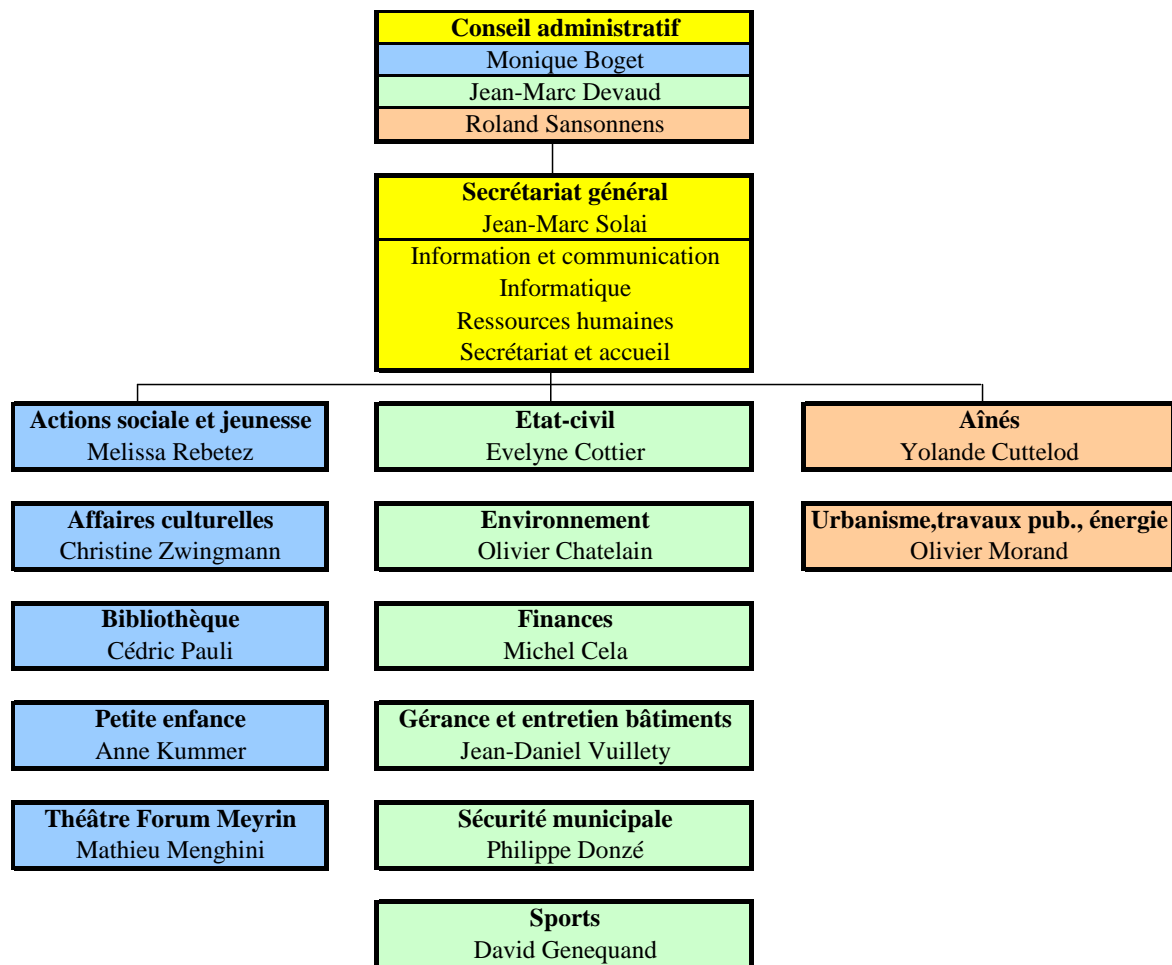 Conseil administratif
Monique Boget
Jean-Marc Devaud
Roland Sansonnens
Secrétariat général
Jean-Marc Solai
Information et communication
Informatique
Ressources humaines
Secrétariat et accueil
Actions sociale et jeunesse
Melissa Rebetez
Affaires culturelles
Christine Zwingmann
Bibliothèque
Cédric Pauli
Petite enfance
Anne Kummer
Théâtre Forum Meyrin
Mathieu Menghini
Etat-civil
Evelyne Cottier
Environnement
Olivier Chatelain
Finances
Michel Cela
Gérance et entretien bâtiments
Jean-Daniel Vuillety
Sécurité municipale
Philippe Donzé
Sports
David Genequand
Aînés
Yolande Cuttelod
Urbanisme,travaux pub., énergie
Olivier Morand